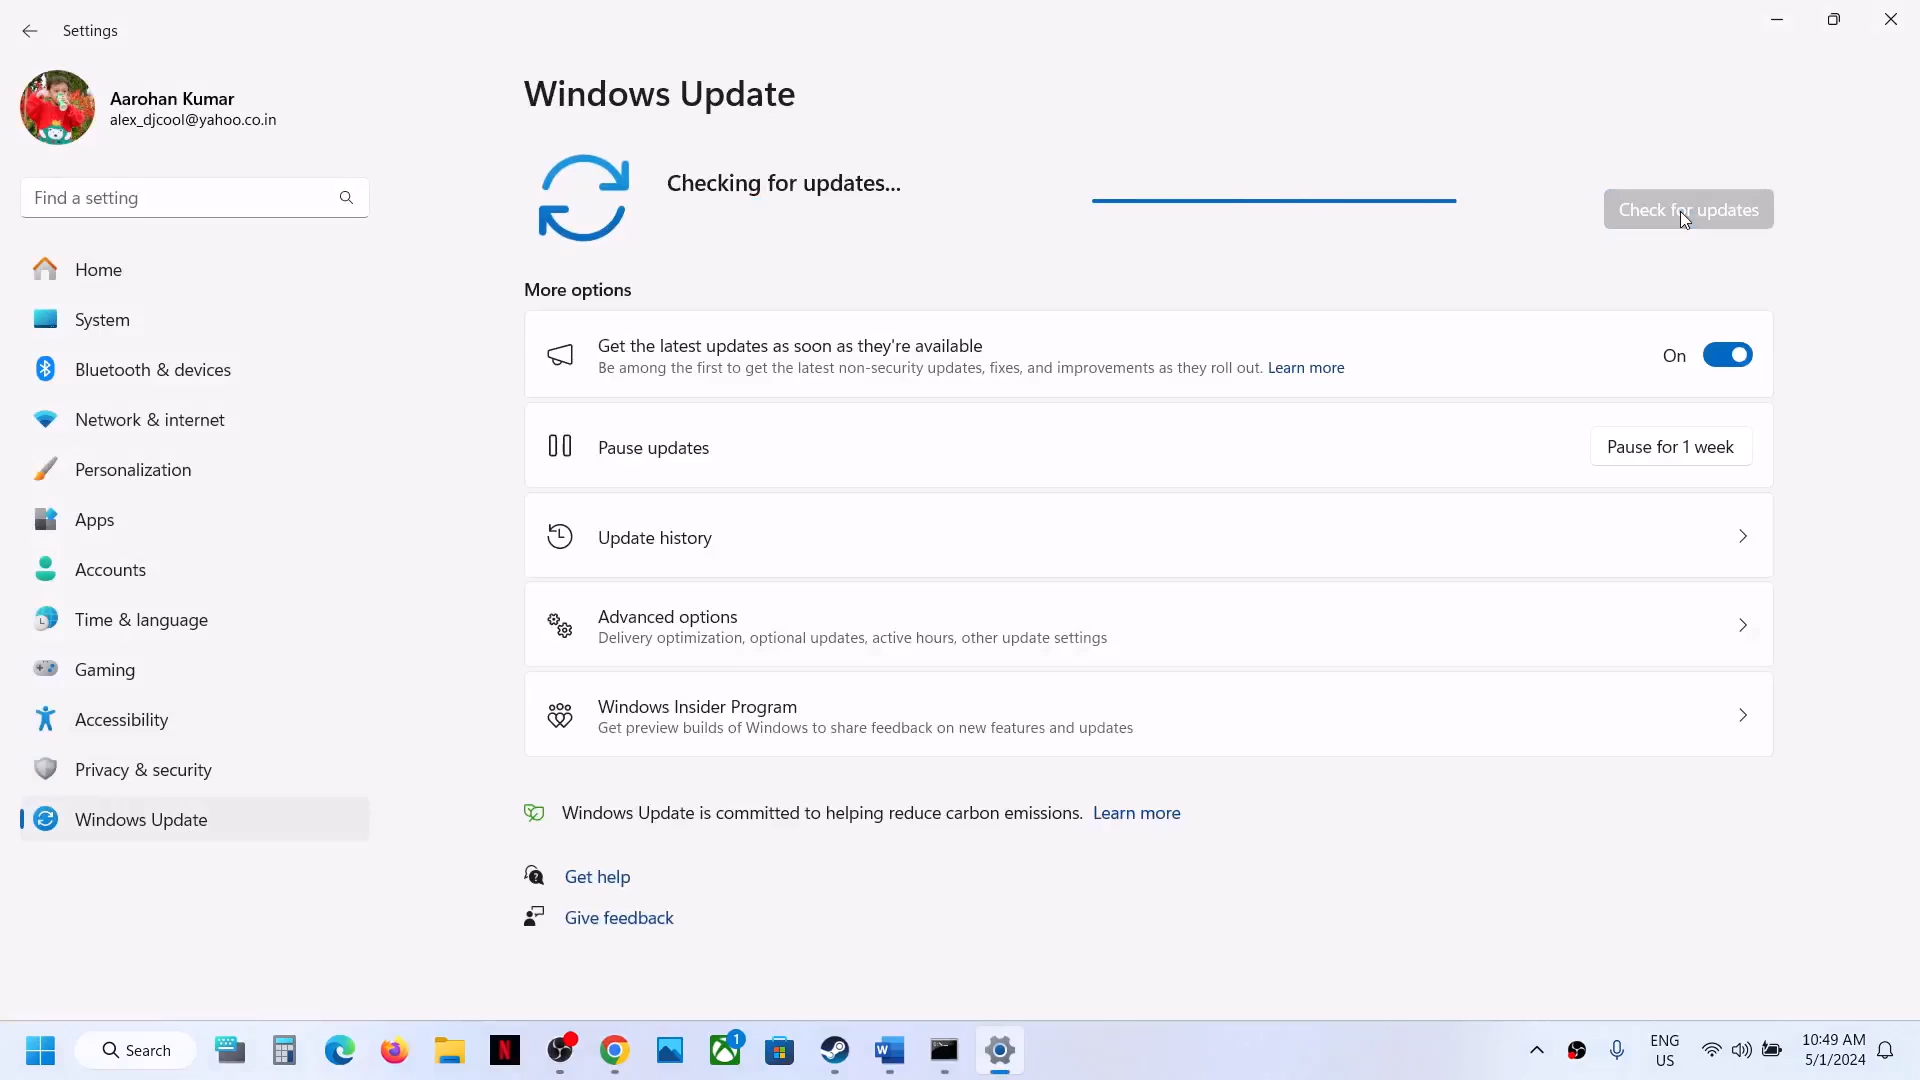 Settings
Aarohan Kumar
alex_djcool@yahoo.co.in
Find a setting
Home
System
Bluetooth & devices
Network & internet
Personalization
Apps
Accounts
Time & language
Gaming
Accessibility
Privacy & security
Windows Update
Windows Update
Checking for updates...
Check for updates
More options
Get the latest updates as soon as they're available
Be among the first to get the latest non-security updates, fixes, and improvements as they roll out. Learn more
On
Pause updates
Pause for 1 week
Update history
Advanced options
Delivery optimization, optional updates, active hours, other update settings
Windows Insider Program
Get preview builds of Windows to share feedback on new features and updates
Windows Update is committed to helping reduce carbon emissions. Learn more
Get help
Give feedback
Search
N
1
W
ENG
US
10:49 AM
5/1/2024